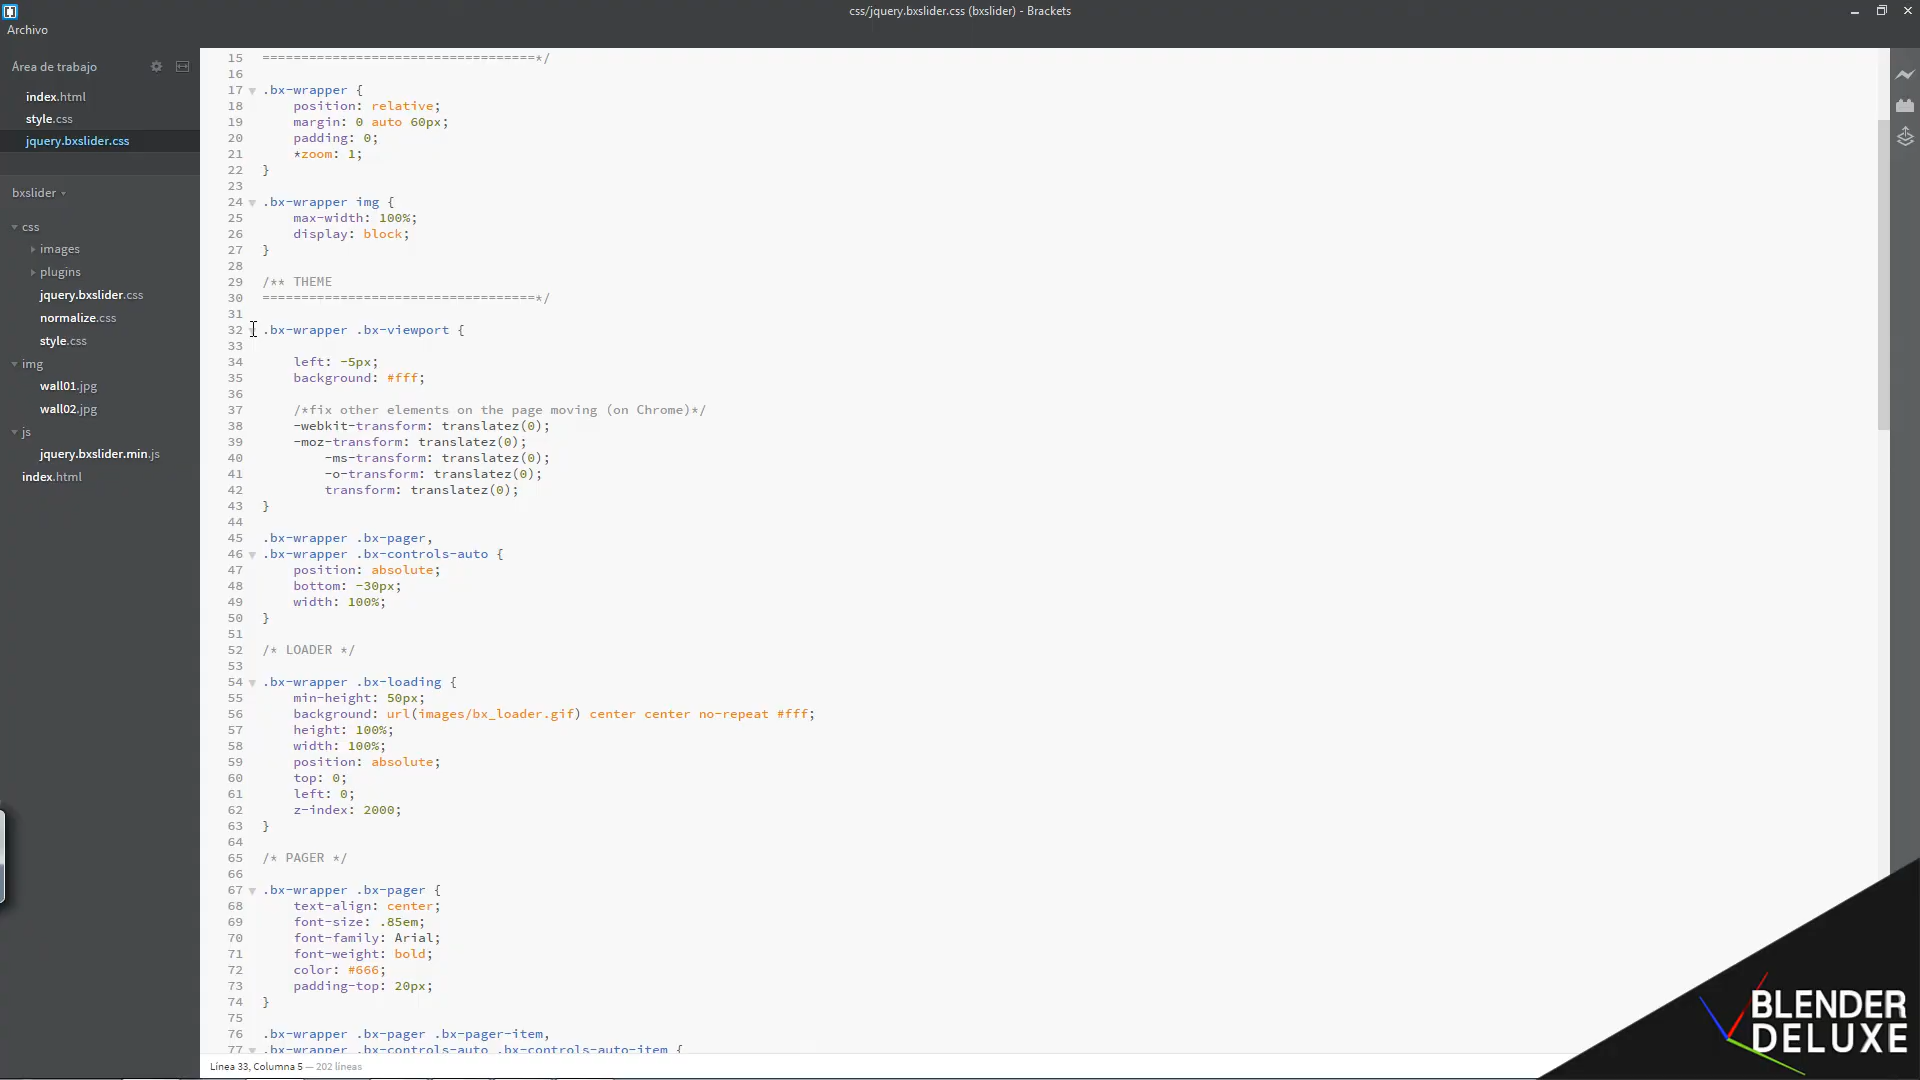 css/jquery.bxslider.css (bxslider) - Brackets
Archivo
Área de trabajo
index.html
style.css
jquery.bxslider.css
bxslider
css
images
plugins
jquery.bxslider.css
normalize.css
style.css
img
wall01.jpg
wall02.jpg
js
jquery.bxslider.min.js
index.html
15 ===================================*/
16
17 .bx-wrapper {
18 position: relative;
19 margin: 0 auto 60px;
20 padding: 0;
21 *zoom: 1;
22 }
23
24 .bx-wrapper img {
25 max-width: 100%;
26 display: block;
27 }
28
29 /** THEME
30 ===================================*/
31
32 .bx-wrapper .bx-viewport {
33
34 left: -5px;
35 background: #fff;
36
37 /*fix other elements on the page moving (on Chrome)*/
38 -webkit-transform: translatez(0);
39 -moz-transform: translatez(0);
40 -ms-transform: translatez(0);
41 -o-transform: translatez(0);
42 transform: translatez(0);
43 }
44
45 .bx-wrapper .bx-pager,
46 .bx-wrapper .bx-controls-auto {
47 position: absolute;
48 bottom: -30px;
49 width: 100%;
50 }
51
52 /* LOADER */
53
54 .bx-wrapper .bx-loading {
55 min-height: 50px;
56 background: url(images/bx_loader.gif) center center no-repeat #fff;
57 height: 100%;
58 width: 100%;
59 position: absolute;
60 top: 0;
61 left: 0;
62 z-index: 2000;
63 }
64
65 /* PAGER */
66
67 .bx-wrapper .bx-pager {
68 text-align: center;
69 font-size: .85em;
70 font-family: Arial;
71 font-weight: bold;
72 color: #666;
73 padding-top: 20px;
74 }
75
76 .bx-wrapper .bx-pager .bx-pager-item,
77 .bx-wrapper .bx-controls-auto .bx-controls-auto-item {
Línea 33, Columna 5 — 202 líneas
BLENDER
DELUXE